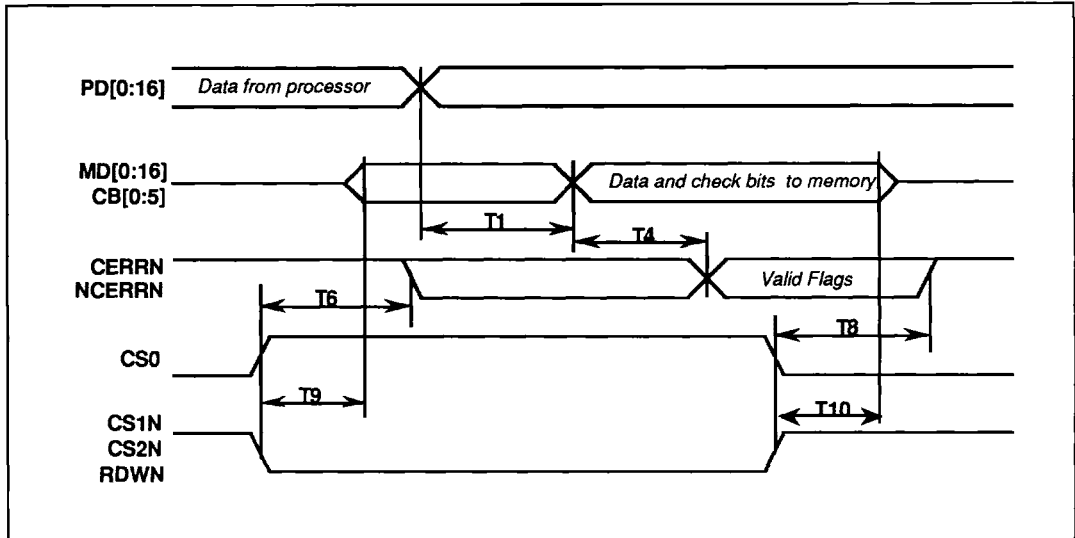 PD[0:16] Data from processor
MD[0:16]
CB[0:5]
Data and check bits to memory
T1
T4
CERRN
NCERRN
Valid Flags
T6
T8
CS0
T9
T10
CS1N
CS2N
RDWN